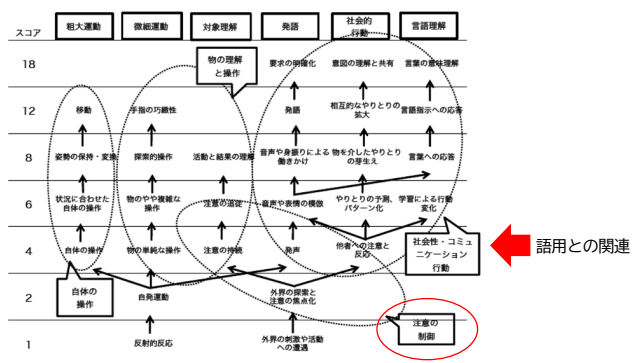 スコア
粗大運動
微細運動
対象理解
発語
社会的
行動
言語理解
18
物の理解
と操作
要求の明確化
意図の理解と共有
言葉の意味理解
12
移動
手指の巧緻性
発語
相互的なやりとりの
拡大
言語指示への応答
8
姿勢の保持・変換
探索的操作
活動と結果の理解
音声や身振りによる
働きかけ
物を介したやりとり
の芽生え
言葉への応答
6
状況に合わせた
自体の操作
物のやや複雑な
操作
注意の追従
音声や表情の模倣
やりとりの予測、
パターン化
学習による行動
変化
4
自体の操作
物の単純な操作
注意の持続
発声
他者への注意と
反応
社会性・コミュ
ニケーション
行動
語用との関連
2
自体の
操作
自発運動
外界の探索と
注意の焦点化
注意の
制御
1
反射的反応
外界の刺激や活動
への遭遇